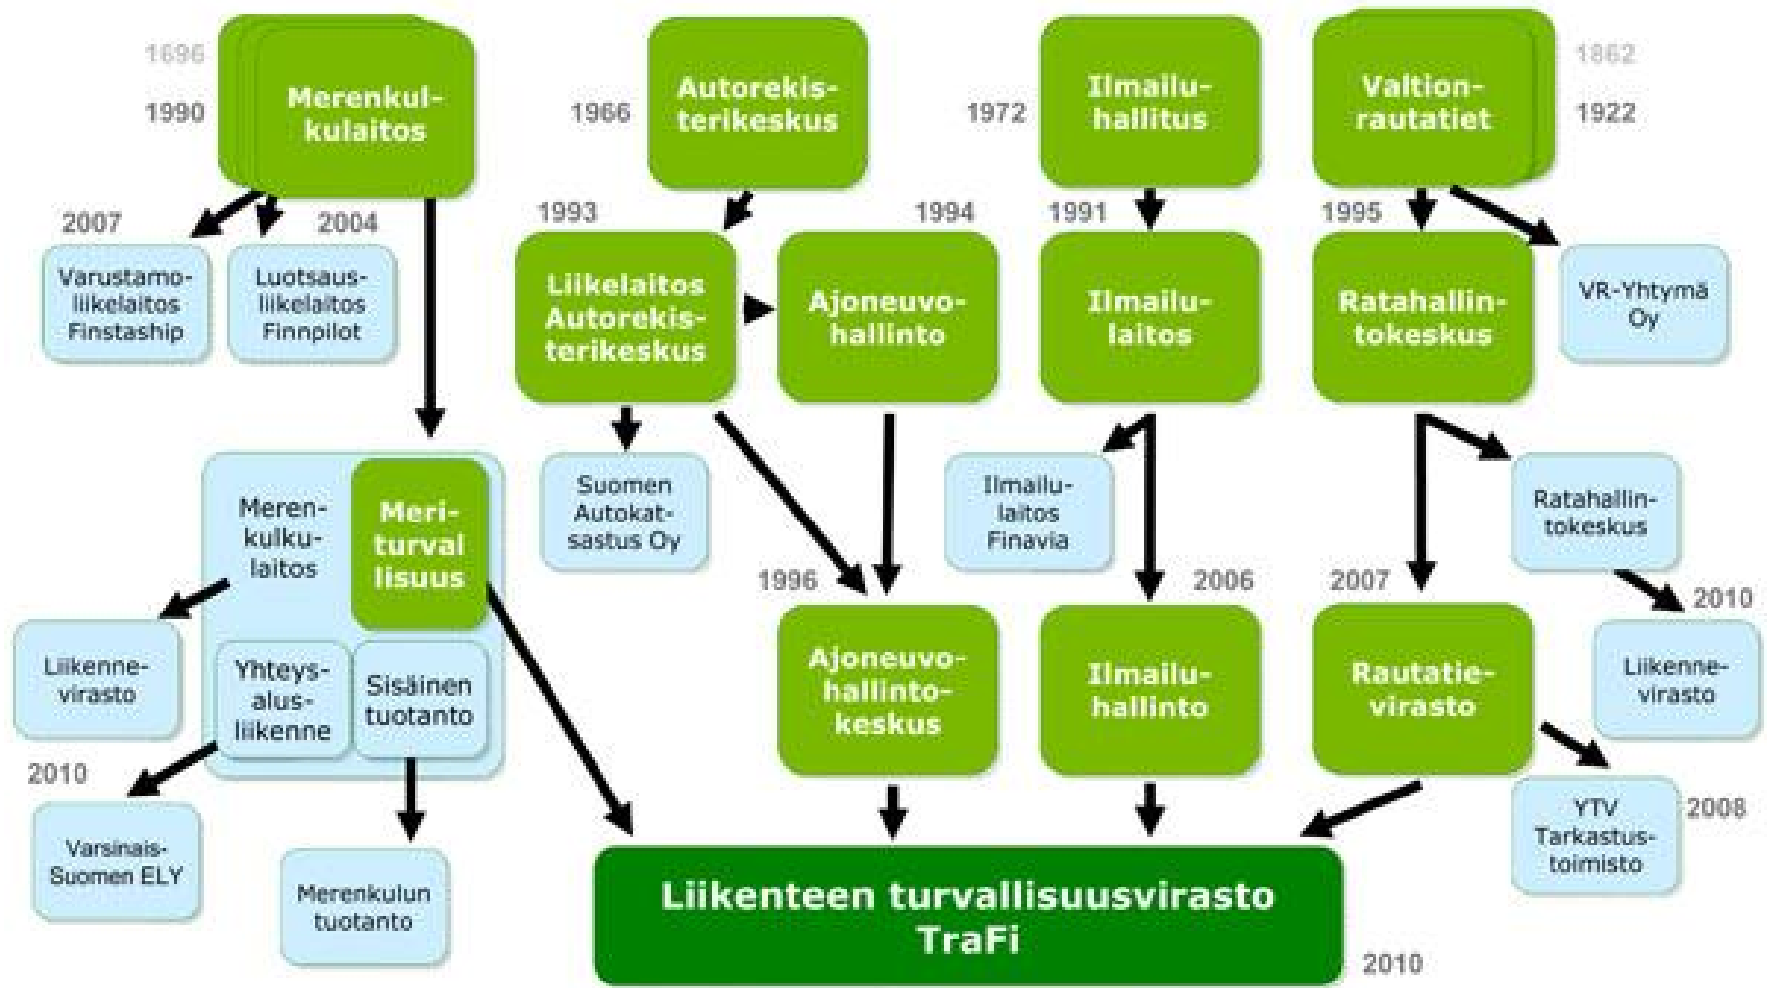 1696
1990
Merenkul-
kulaitos
1966
Autorekis-
terikeskus
1972
Ilmailu-
hallitus
Valtion-
rautatiet
1862
1922
2007
2004
1993
1994
1991
1995
Varustamo-
liikelaitos
Finstaship
Luotsaus-
liikelaitos
Finnpilot
Liikelaitos
Autorekis-
terikeskus
Ajoneuvo-
hallinto
Ilmailu-
laitos
Ratahallin-
tokeskus
VR-Yhtymä
Oy
Meren-
kulku-
laitos
Meri-
turval
lisuus
Suomen
Autokat-
sastus Oy
Ilmailu-
laitos
Finavia
Ratahallin-
tokeskus
1996
2006
2007
2010
Liikenne-
virasto
Yhteys-
alus-
liikenne
Sisäinen
tuotanto
Ajoneuvo-
hallinto-
keskus
Ilmailu-
hallinto
Rautatie-
virasto
Liikenne-
virasto
2010
Varsinais-
Suomen ELY
Merenkulun
tuotanto
YTV
Tarkastus-
toimisto
2008
Liikenteen turvallisuusvirasto
TraFi
2010